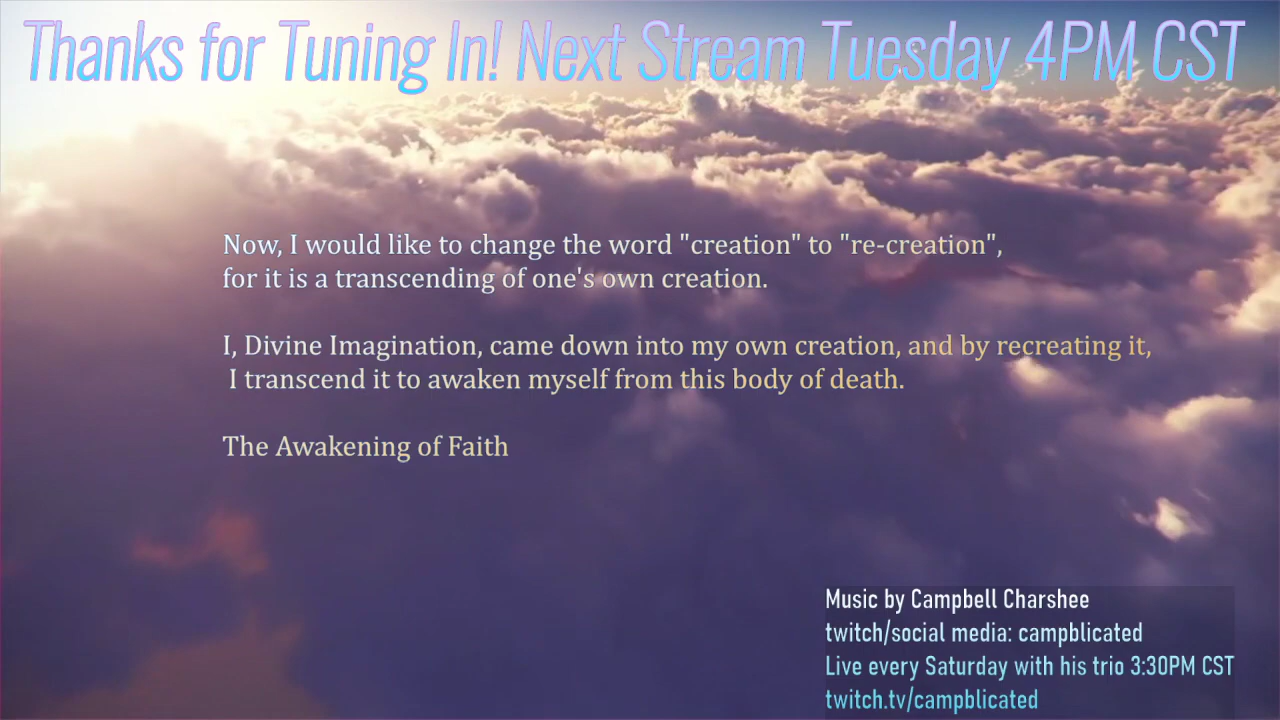 Thanks for Tuning In! Next Stream Tuesday 4PM CST
Now, I would like to change the word "creation" to "re-creation",
for it is a transcending of one's own creation.
I, Divine Imagination, came down into my own creation, and by recreating it,
I transcend it to awaken myself from this body of death.
The Awakening of Faith
Music by Campbell Charshee
twitch/social media: campblicated
Live every Saturday with his trio 3:30PM CST
twitch.tv/campblicated